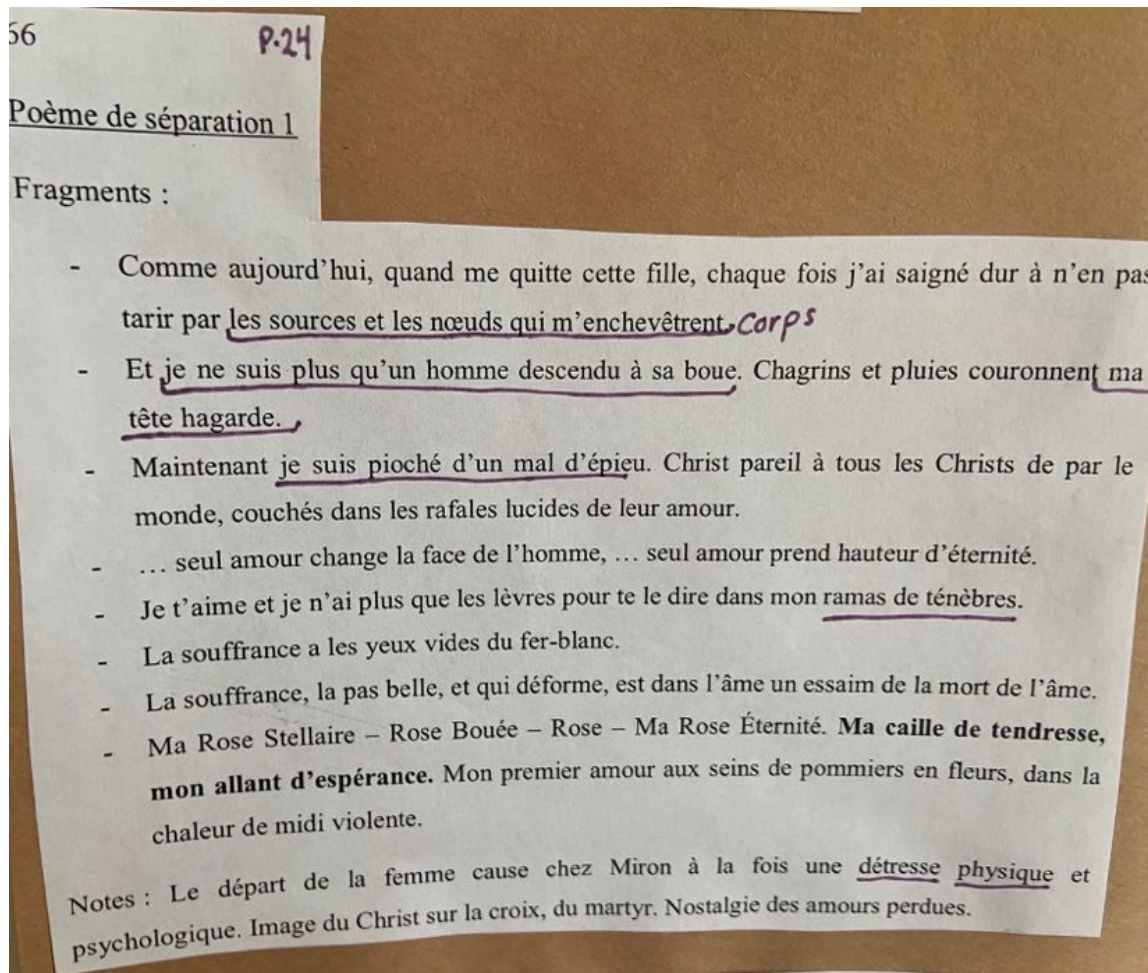 66 P.24
Poème de séparation 1
Fragments :
- Comme aujourd'hui, quand me quitte cette fille, chaque fois j'ai saigné dur à n'en pas
tarir par les sources et les nœuds qui m'enchevêtrent. corps
- Et je ne suis plus qu'un homme descendu à sa boue. Chagrins et pluies couronnent ma
tête hagarde.
- Maintenant je suis pioché d'un mal d'épieu. Christ pareil à tous les Christs de par le
monde, couchés dans les rafales lucides de leur amour.
- … seul amour change la face de l'homme, … seul amour prend hauteur d'éternité.
- Je t'aime et je n'ai plus que les lèvres pour te le dire dans mon ramas de ténèbres.
- La souffrance a les yeux vides du fer-blanc.
- La souffrance, la pas belle, et qui déforme, est dans l'âme un essaim de la mort de l'âme.
- Ma Rose Stellaire – Rose Bouée – Rose – Ma Rose Éternité. Ma caille de tendresse,
mon allant d'espérance. Mon premier amour aux seins de pommiers en fleurs, dans la
chaleur de midi violente.
Notes : Le départ de la femme cause chez Miron à la fois une détresse physique et
psychologique. Image du Christ sur la croix, du martyr. Nostalgie des amours perdues.